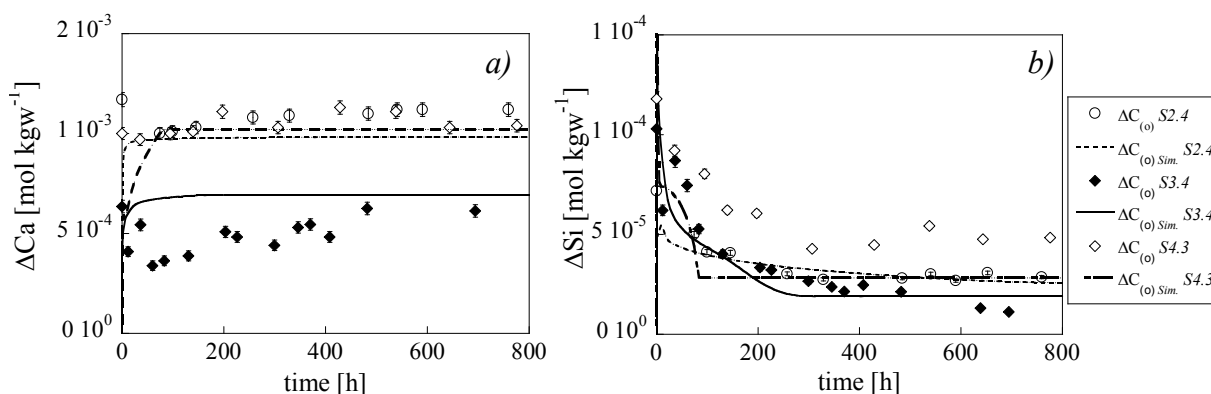 2 10⁻³
1 10⁻³
5 10⁻⁴
0 10⁰
ΔCa [mol kgw⁻¹]
a)
0 200 400 600 800
time [h]
1 10⁻⁴
5 10⁻⁵
0 10⁰
ΔSi [mol kgw⁻¹]
b)
0 200 400 600 800
time [h]
ΔC(o) S2.4
ΔC(o) Sim. S2.4
ΔC(o) S3.4
ΔC(o) Sim. S3.4
ΔC(o) S4.3
ΔC(o) Sim. S4.3